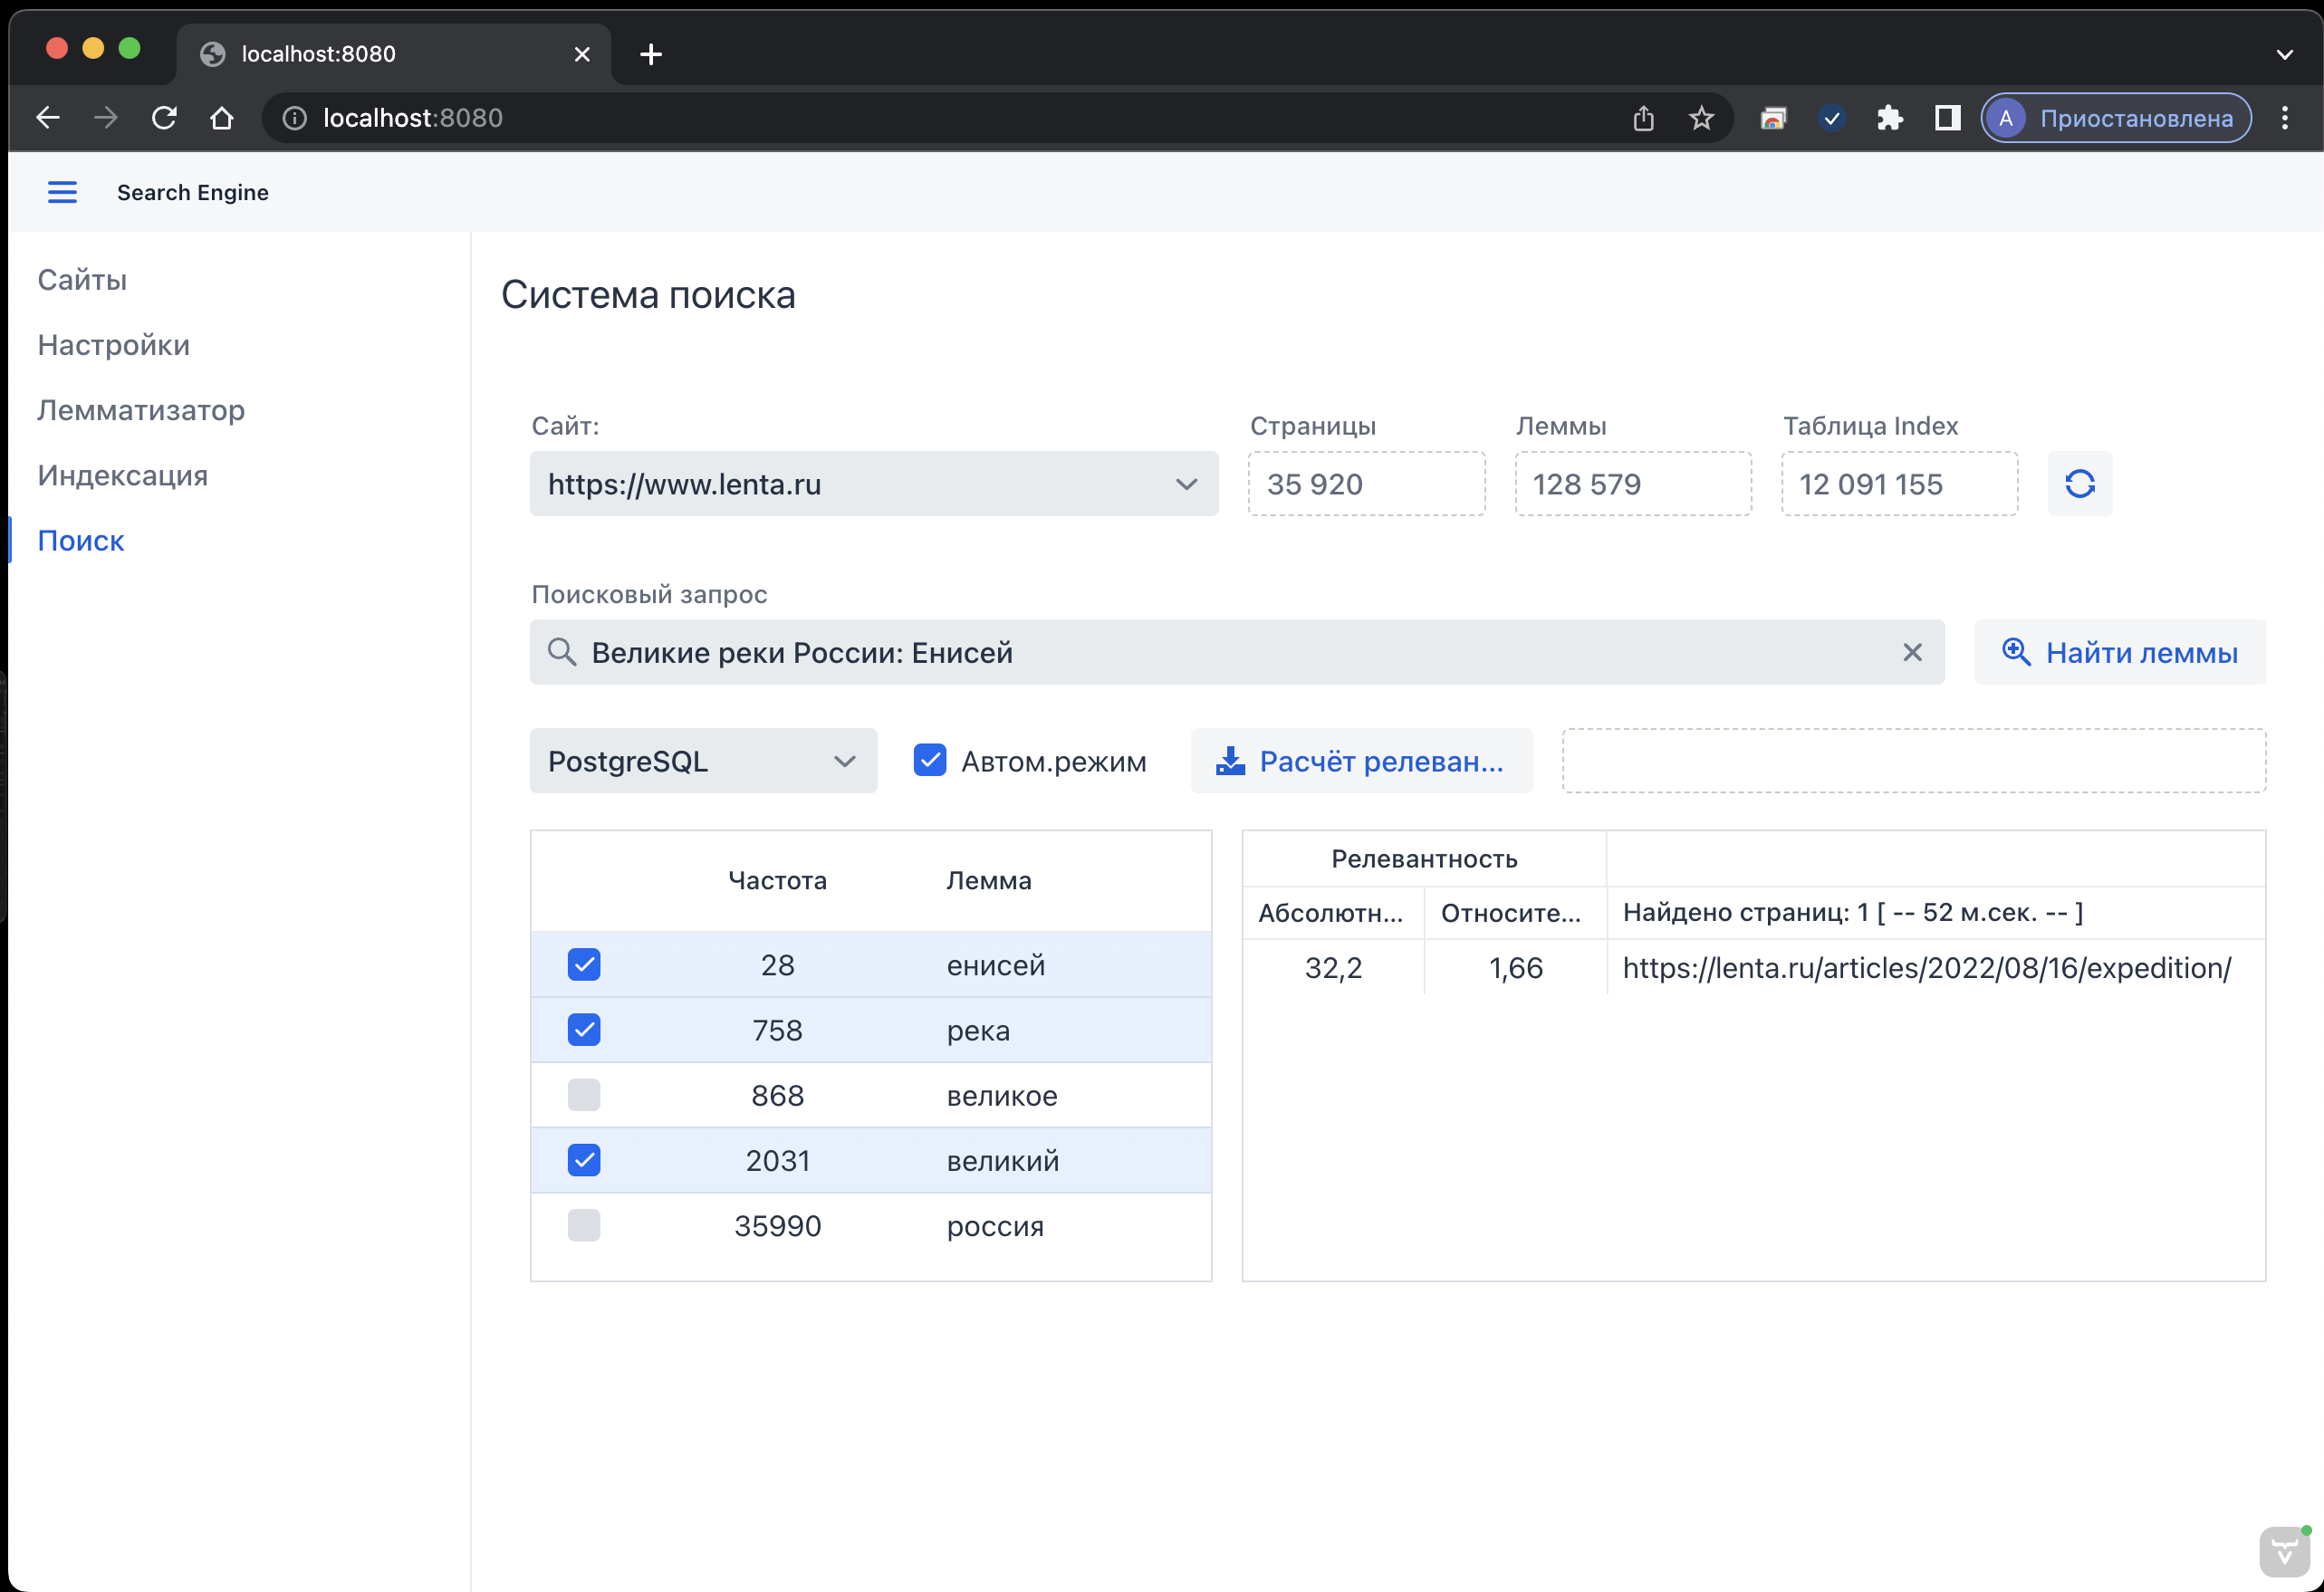 localhost:8080
localhost:8080
А Приостановлена
Search Engine
Сайты
Настройки
Лемматизатор
Индексация
Поиск
Система поиска
Сайт: Страницы Леммы Таблица Index
https://www.lenta.ru 35 920 128 579 12 091 155
Поисковый запрос
Великие реки России: Енисей Найти леммы
PostgreSQL Автом.режим Расчёт релеван...
Частота Лемма
28 енисей
758 река
868 великое
2031 великий
35990 россия
Релевантность
Абсолютн... Относите... Найдено страниц: 1 [ -- 52 м.сек. -- ]
32,2 1,66 https://lenta.ru/articles/2022/08/16/expedition/